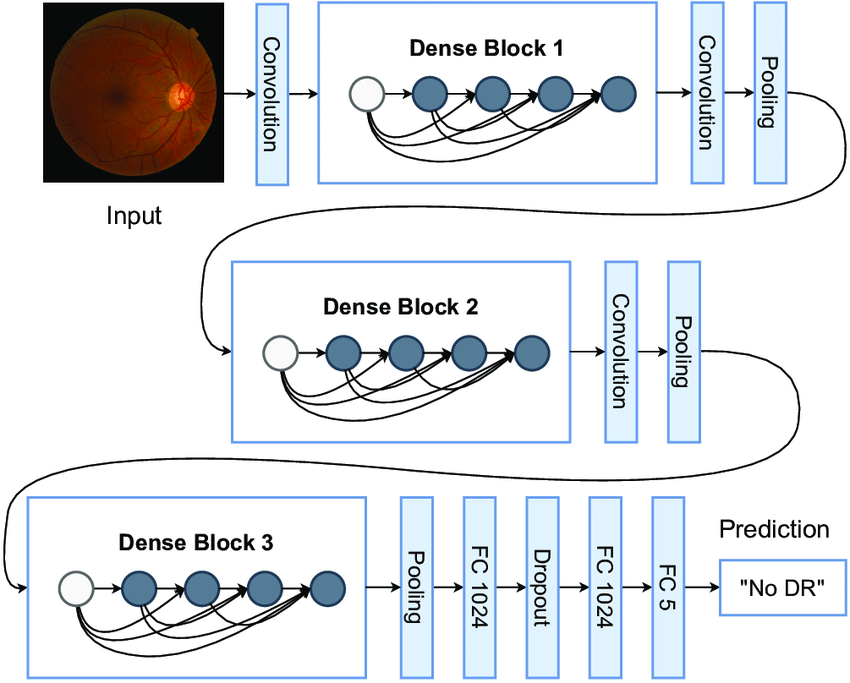 Input
Convolution
Dense Block 1
Convolution
Pooling
Dense Block 2
Convolution
Pooling
Dense Block 3
Pooling
FC 1024
Dropout
FC 1024
FC 5
Prediction
"No DR"